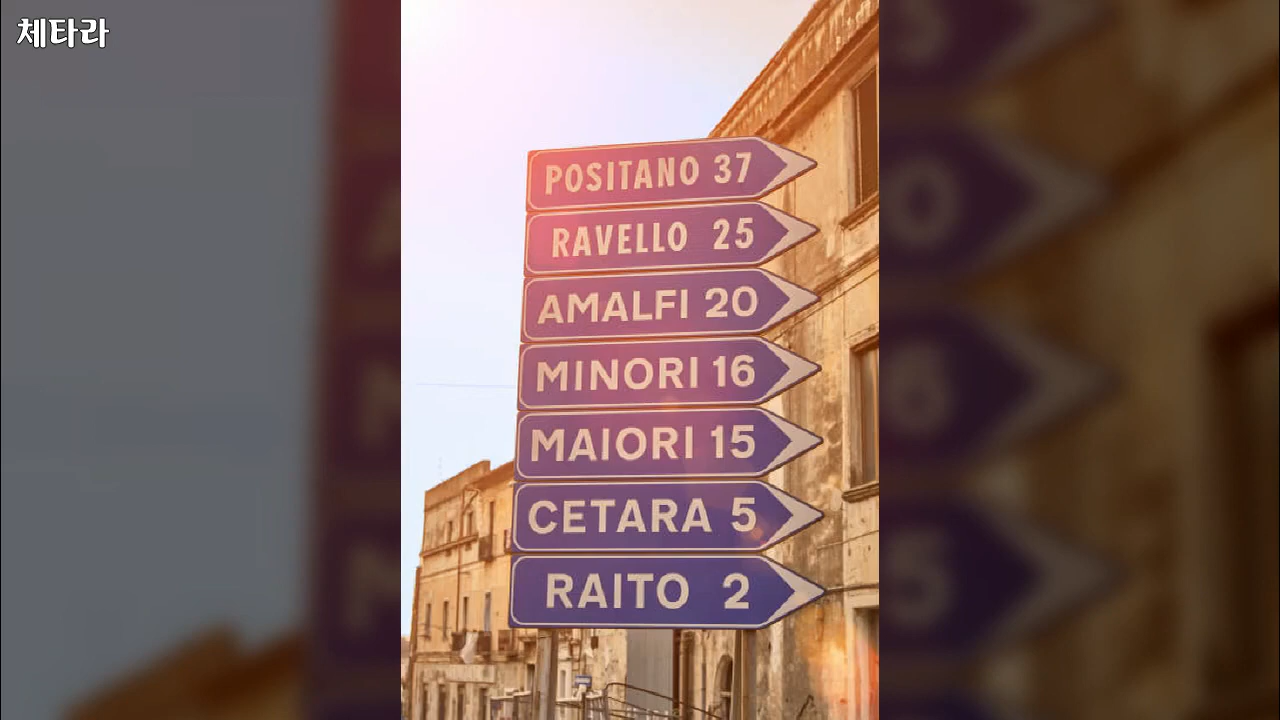 체타라
POSITANO 37
RAVELLO 25
AMALFI 20
MINORI 16
MAIORI 15
CETARA 5
RAITO 2